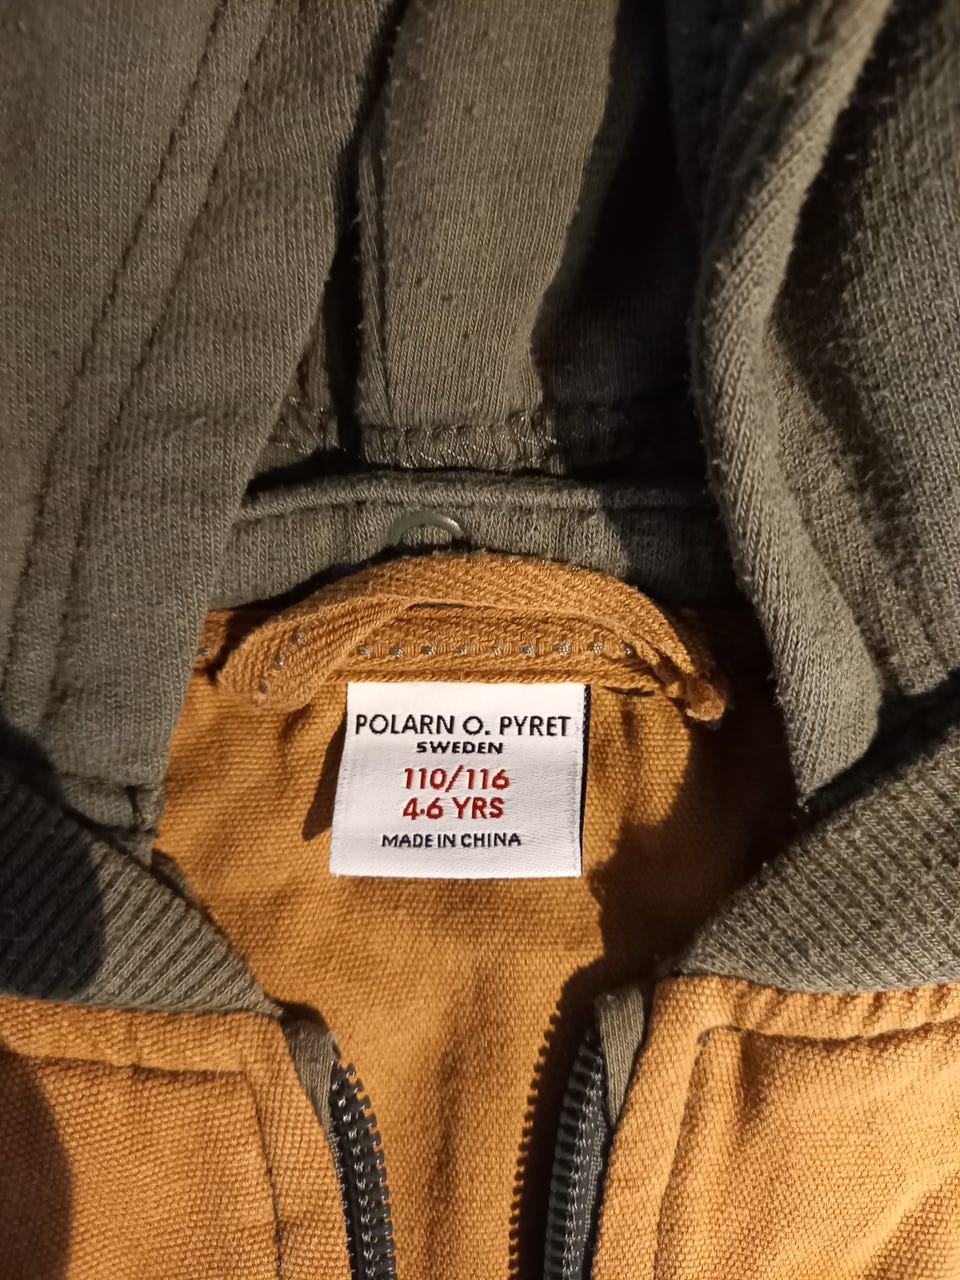 POLARN O. PYRET
SWEDEN
110/116
4-6 YRS
MADE IN CHINA